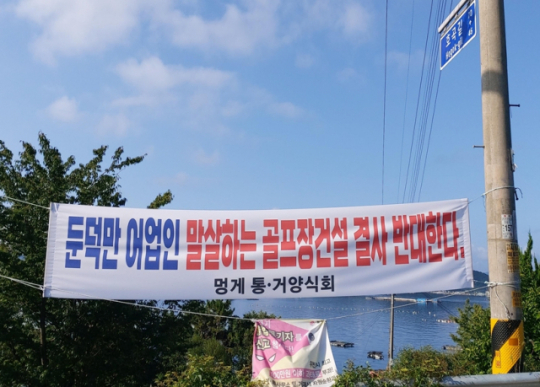 둔덕만 어업인 말살하는 골프장건설 결사 반대한다.
멍게 통·거양식회